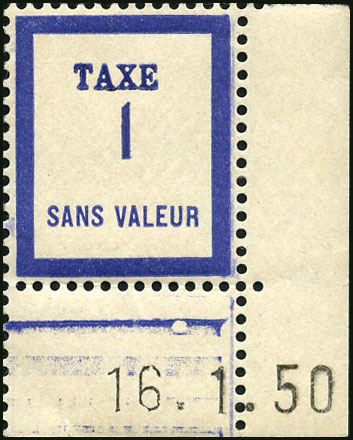 TAXE
1
SANS VALEUR
16.1.50